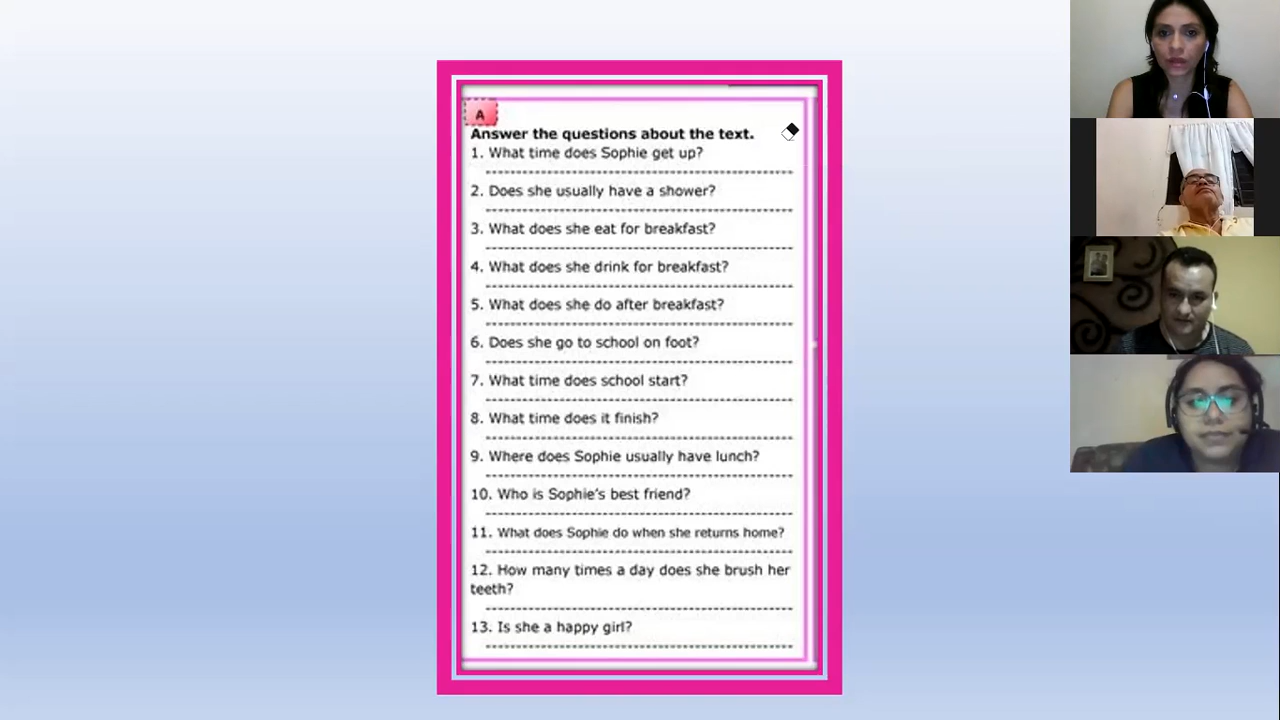 A
Answer the questions about the text.
1. What time does Sophie get up?
2. Does she usually have a shower?
3. What does she eat for breakfast?
4. What does she drink for breakfast?
5. What does she do after breakfast?
6. Does she go to school on foot?
7. What time does school start?
8. What time does it finish?
9. Where does Sophie usually have lunch?
10. Who is Sophie's best friend?
11. What does Sophie do when she returns home?
12. How many times a day does she brush her
teeth?
13. Is she a happy girl?